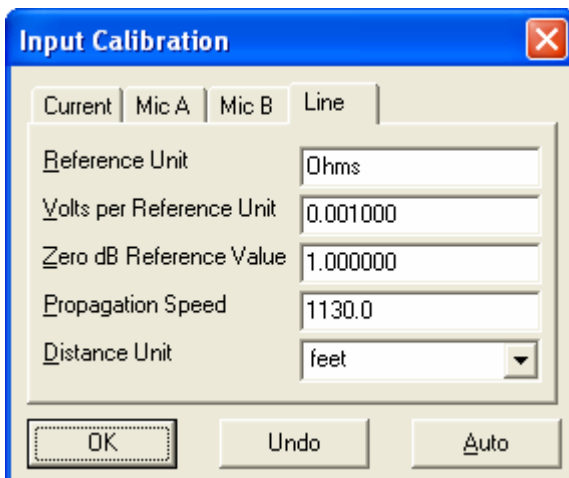 Input Calibration
Current Mic A Mic B Line
Reference Unit Ohms
Volts per Reference Unit 0.001000
Zero dB Reference Value 1.000000
Propagation Speed 1130.0
Distance Unit feet
OK Undo Auto